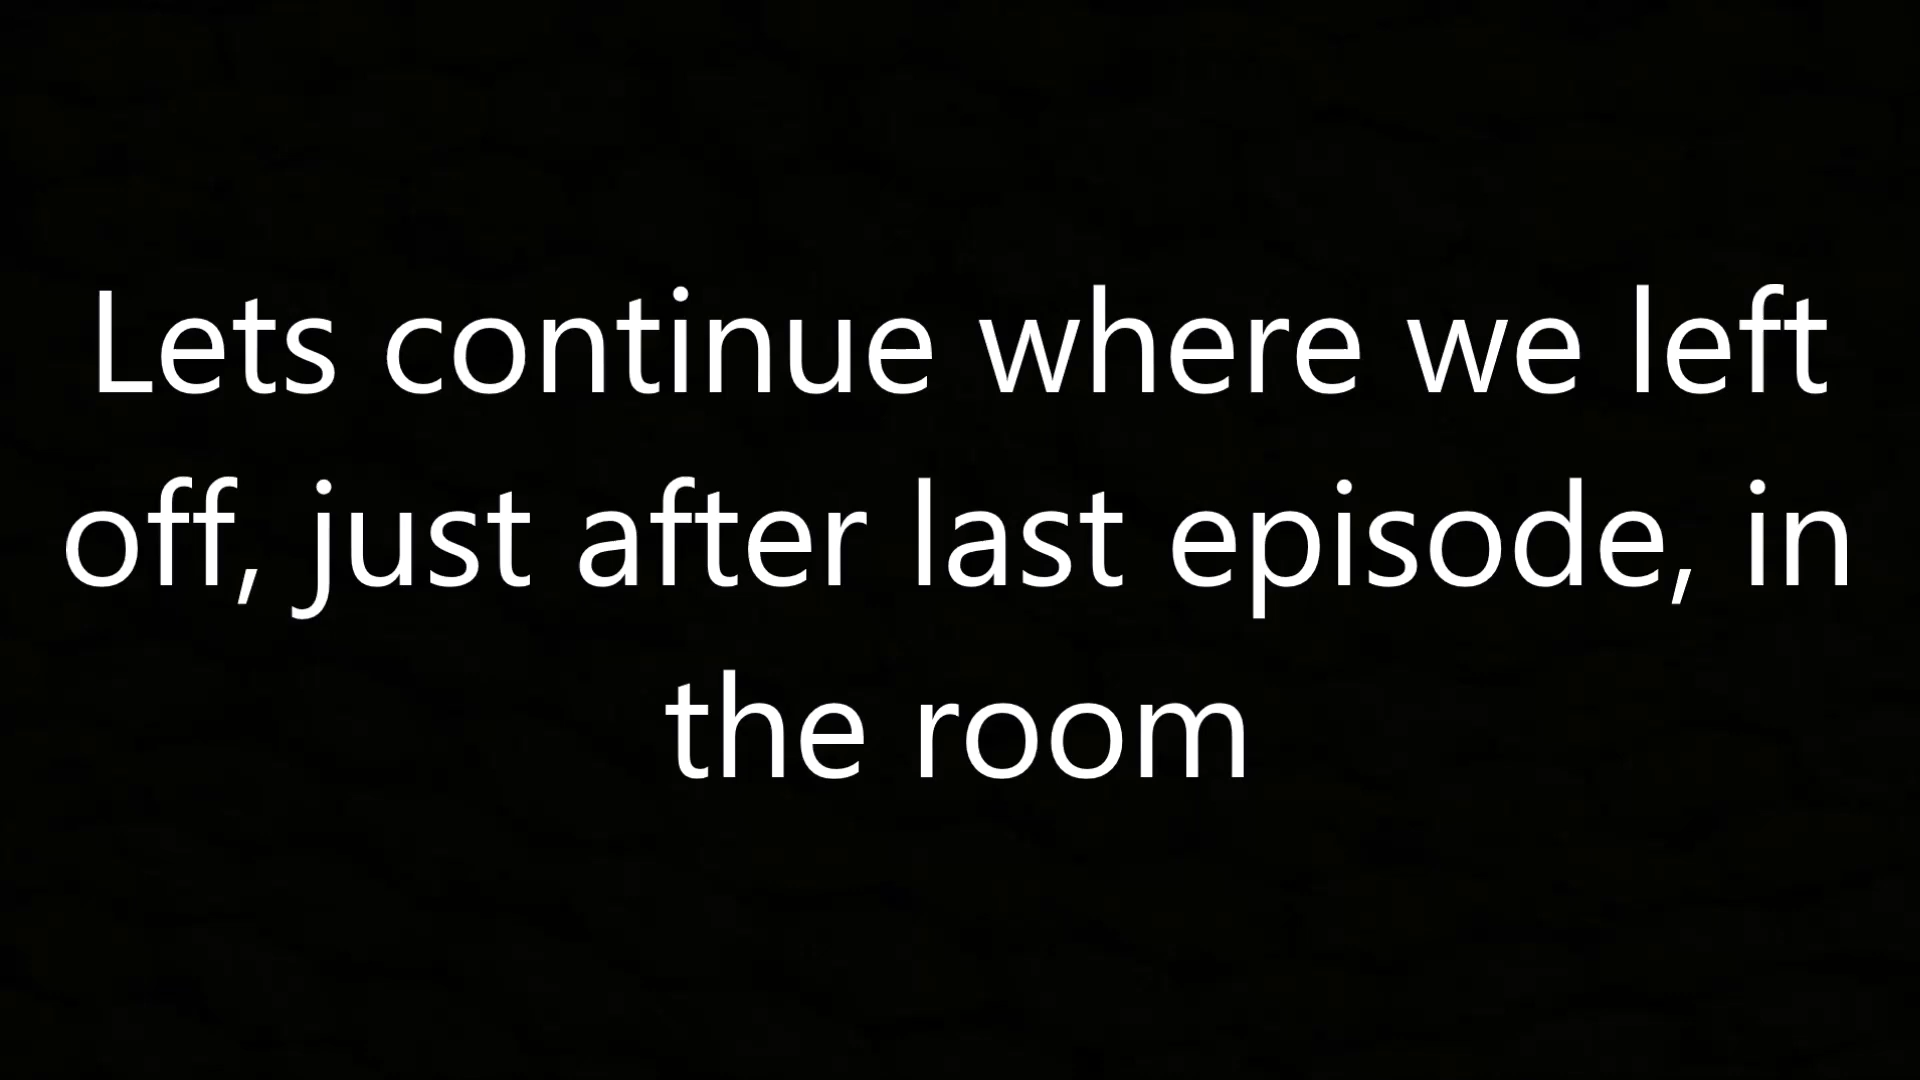 Lets continue where we left
off, just after last episode, in
the room